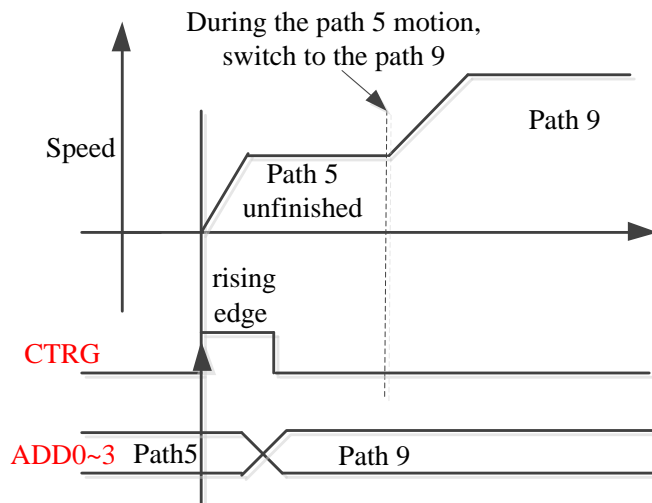 During the path 5 motion,
switch to the path 9
Speed
Path 9
Path 5
unfinished
rising
edge
CTRG
ADD0~3
Path5
Path 9